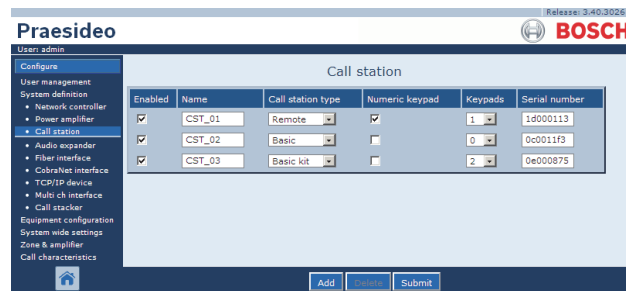 Release: 3.40.3026
Praesideo
BOSCH
User: admin
Configure
User management
System definition
• Network controller
• Power amplifier
• Call station
• Audio expander
• Fiber interface
• CobraNet interface
• TCP/IP device
• Multi ch interface
• Call stacker
Equipment configuration
System wide settings
Zone & amplifier
Call characteristics
Call station
Enabled Name Call station type Numeric keypad Keypads Serial number
CST_01 Remote 1 1d000113
CST_02 Basic 0 0c0011f3
CST_03 Basic kit 2 0e000875
Add Delete Submit